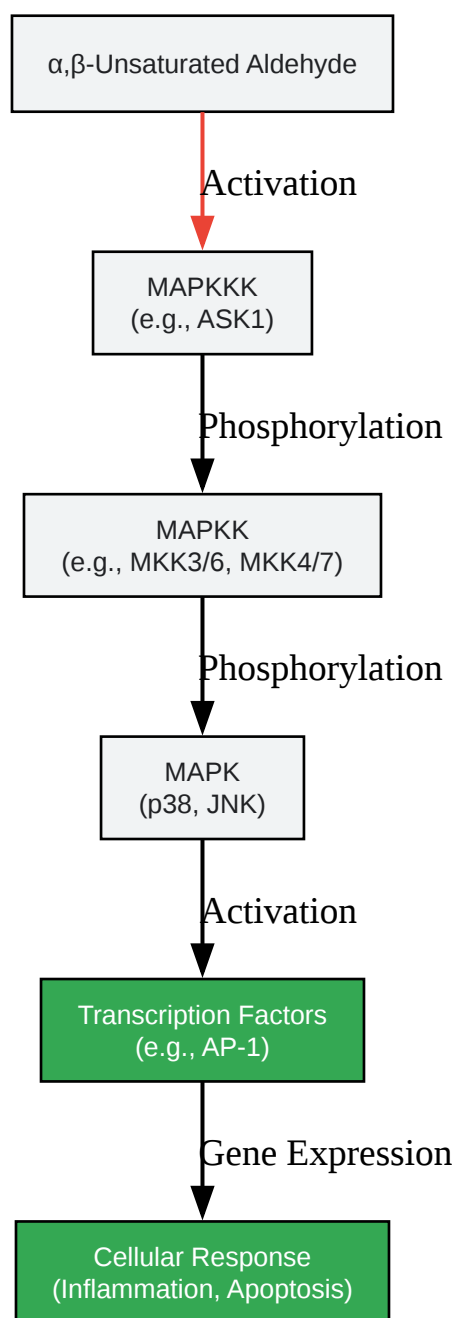 α,β-Unsaturated Aldehyde
Activation
MAPKKK
(e.g., ASK1)
Phosphorylation
MAPKK
(e.g., MKK3/6, MKK4/7)
Phosphorylation
MAPK
(p38, JNK)
Activation
Transcription Factors
(e.g., AP-1)
Gene Expression
Cellular Response
(Inflammation, Apoptosis)